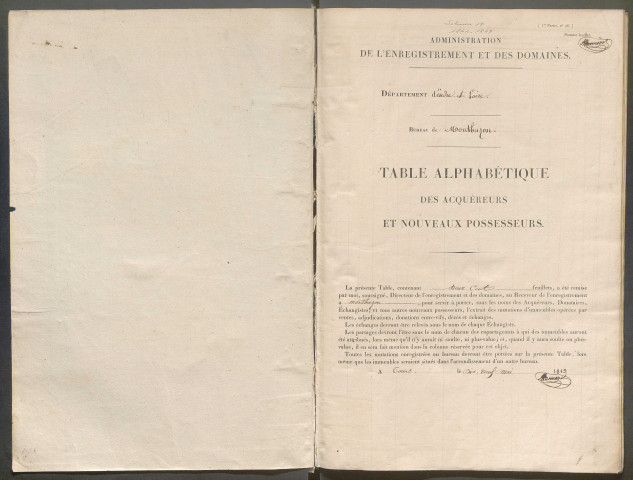 1844
ADMINISTRATION
DE L'ENREGISTREMENT ET DES DOMAINES.
DÉPARTEMENT d'indre & Loire.
BUREAU de Montbazon
TABLE ALPHABÉTIQUE
DES ACQUÉREURS
ET NOUVEAUX POSSESSEURS.
La présente Table, contenant deux Cent feuillets, a été remise
par moi, soussigné, Directeur de l'enregistrement et des domaines, au Receveur de l'enregistrement
à Montbazon, pour servir à porter, sous les noms des Acquéreurs, Donataires,
Échangistes, et tous autres nouveaux possesseurs, l'extrait des mutations d'immeubles opérées par
ventes, adjudications, donations entre-vifs, décès et échanges.
Les échanges devront être relevés sous le nom de chaque Échangiste.
Les partages devront l'être sous le nom de chacun des copartageants à qui des immeubles auront
été assignés, lors même qu'il n'y aurait ni soulte, ni plus-value; et, quand il y aura soulte ou plus-
value, il en sera fait mention dans la colonne réservée pour cet objet.
Toutes les mutations enregistrées au bureau devront être portées sur la présente Table, lors
même que les immeubles seraient situés dans l'arrondissement d'un autre bureau.
A Tours le dix neuf mai